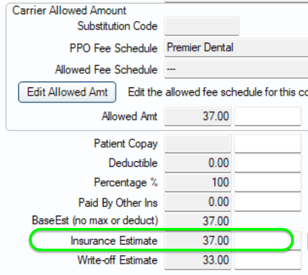 Carrier Allowed Amount
Substitution Code
PPO Fee Schedule Premier Dental
Allowed Fee Schedule ---
Edit Allowed Amt Edit the allowed fee schedule for this
Allowed Amt 37.00
Patient Copay
Deductible 0.00
Percentage % 100
Paid By Other Ins 0.00
BaseEst (no max or deduct) 37.00
Insurance Estimate 37.00
Write-off Estimate 33.00